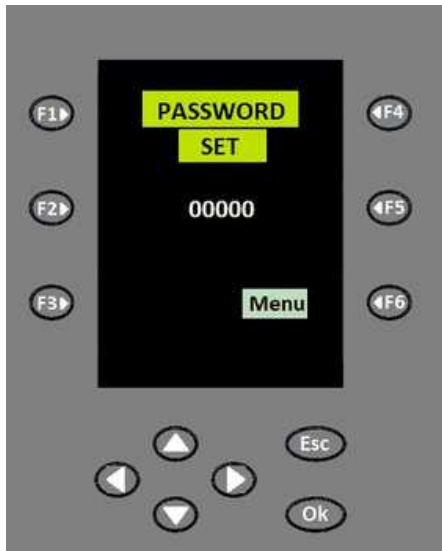 PASSWORD
F1 F4
SET
F2 00000 F5
F3 Menu F6
Esc
Ok